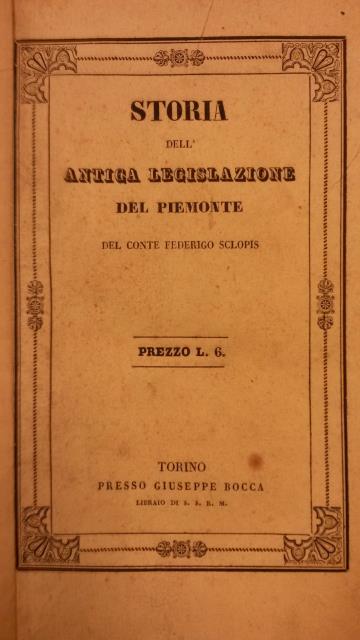 STORIA
DELL'
ANTICA LEGISLAZIONE
DEL PIEMONTE
DEL CONTE FEDERIGO SCLOPIS
PREZZO L. 6.
TORINO
PRESSO GIUSEPPE BOCCA
LIBRAIO DI S. S. R. M.